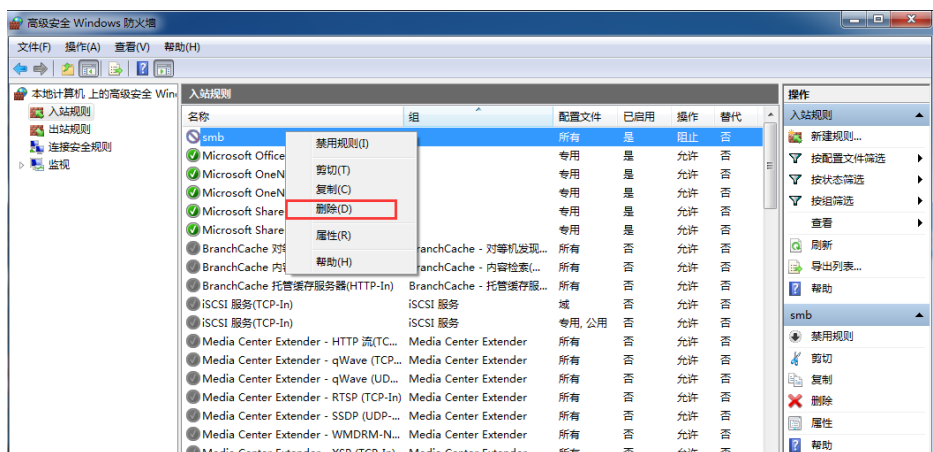 高级安全 Windows 防火墙
文件(F) 操作(A) 查看(V) 帮助(H)
本地计算机 上的高级安全 Win
入站规则
出站规则
连接安全规则
监视
入站规则
名称 组 配置文件 已启用 操作 替代
smb 所有 是 阻止 否
Microsoft Office 专用 是 允许 否
Microsoft OneN 专用 是 允许 否
Microsoft OneN 专用 是 允许 否
Microsoft Share 专用 是 允许 否
Microsoft Share 专用 是 允许 否
BranchCache 对等 ranchCache - 对等机发现... 所有 否 允许 否
BranchCache 内 ranchCache - 内容检索(... 所有 否 允许 否
BranchCache 托管缓存服务器(HTTP-In) BranchCache - 托管缓存服... 所有 否 允许 否
iSCSI 服务(TCP-In) iSCSI 服务 域 否 允许 否
iSCSI 服务(TCP-In) iSCSI 服务 专用, 公用 否 允许 否
Media Center Extender - HTTP 流(TC... Media Center Extender 所有 否 允许 否
Media Center Extender - qWave (TCP... Media Center Extender 所有 否 允许 否
Media Center Extender - qWave (UD... Media Center Extender 所有 否 允许 否
Media Center Extender - RTSP (TCP-In) Media Center Extender 所有 否 允许 否
Media Center Extender - SSDP (UDP-... Media Center Extender 所有 否 允许 否
Media Center Extender - WMDRM-N... Media Center Extender 所有 否 允许 否
禁用规则(I)
剪切(T)
复制(C)
删除(D)
属性(R)
帮助(H)
操作
入站规则
新建规则...
按配置文件筛选
按状态筛选
按组筛选
查看
刷新
导出列表...
帮助
smb
禁用规则
剪切
复制
删除
属性
帮助